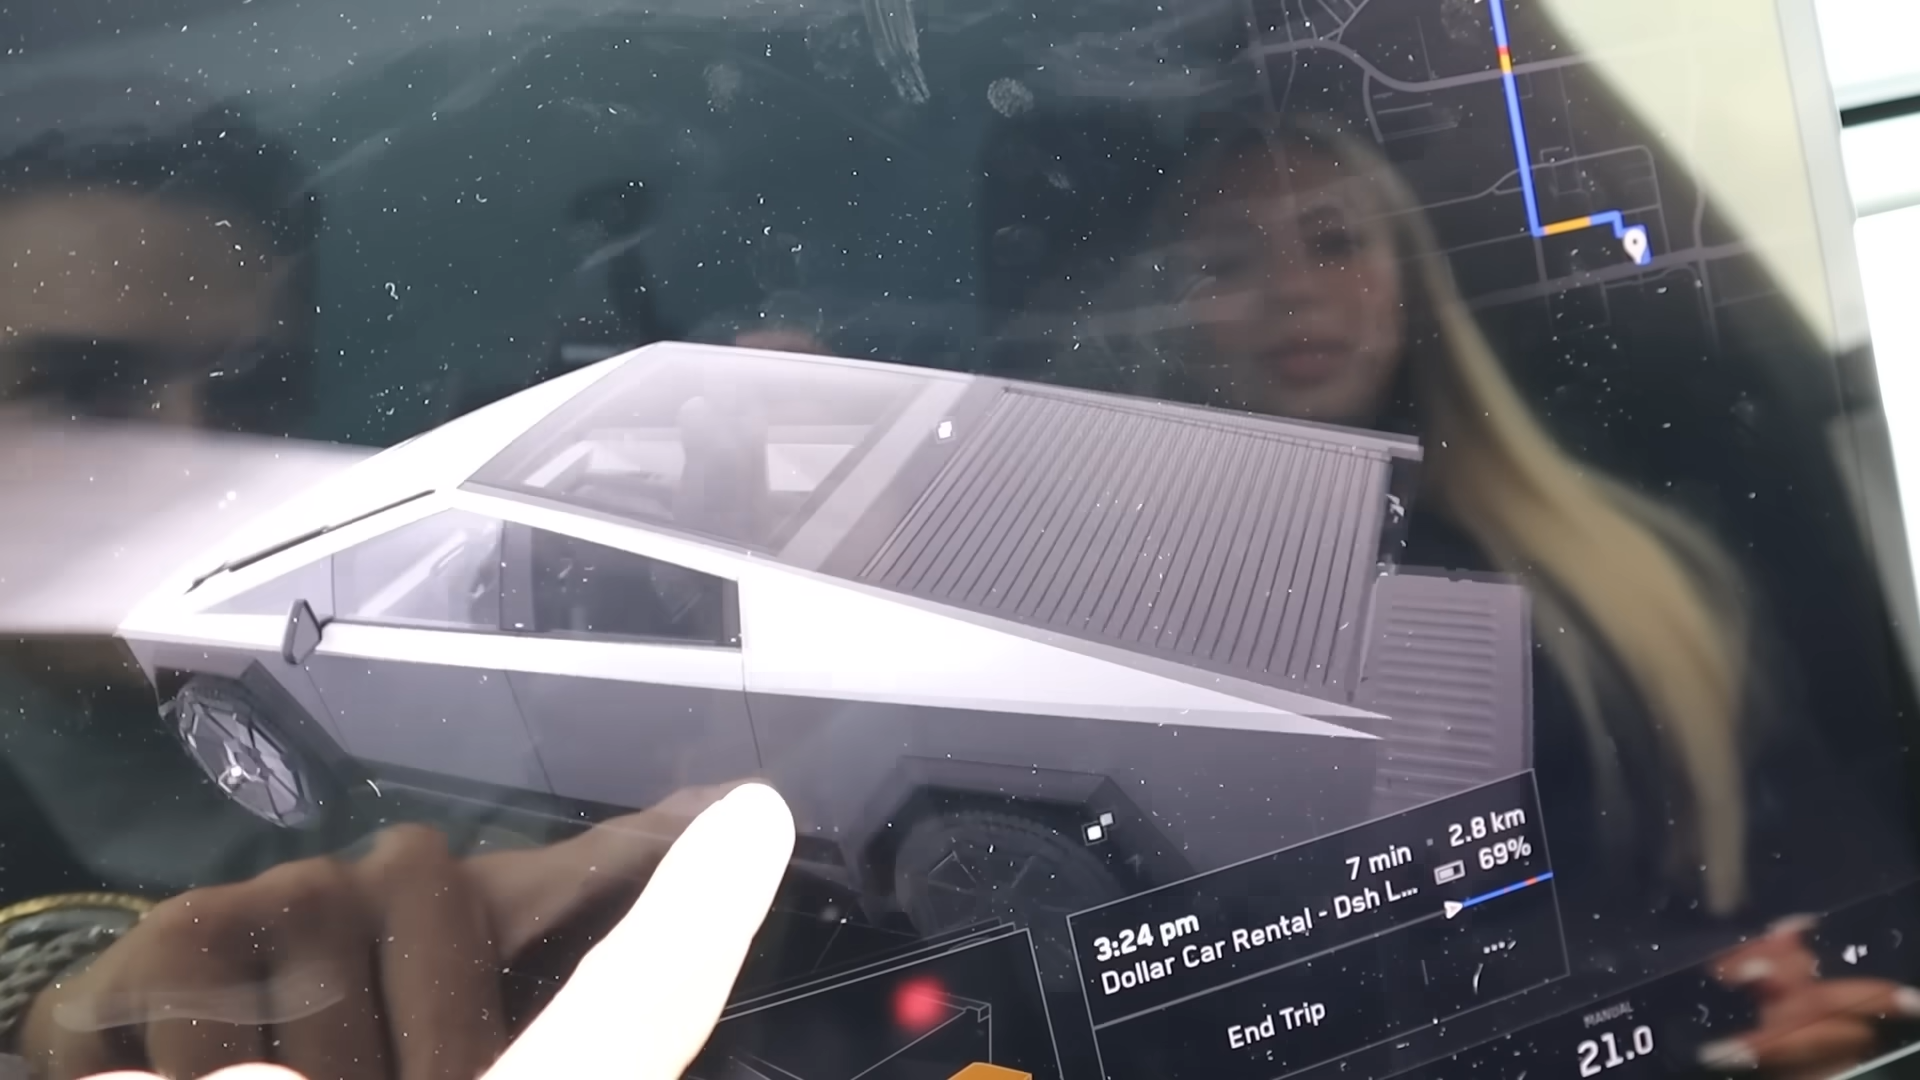 7 min 2.8 km
69%
3:24 pm
Dollar Car Rental - Dsh L...
End Trip
MANUAL
21.0